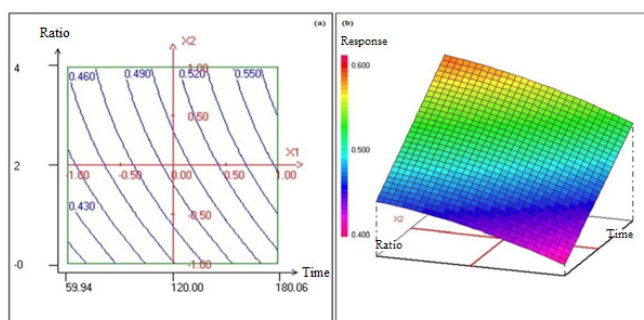 (a)
Ratio
X2
4
0.460
0.490
0.520
1.00
0.550
0.50
X1
2
-1.00
-0.50
0.00
0.50
1.00
0.430
-0.50
-0
-1.00
Time
59.94
120.00
180.06
(b)
Response
0.600
0.500
0.400
X2
Ratio
Time